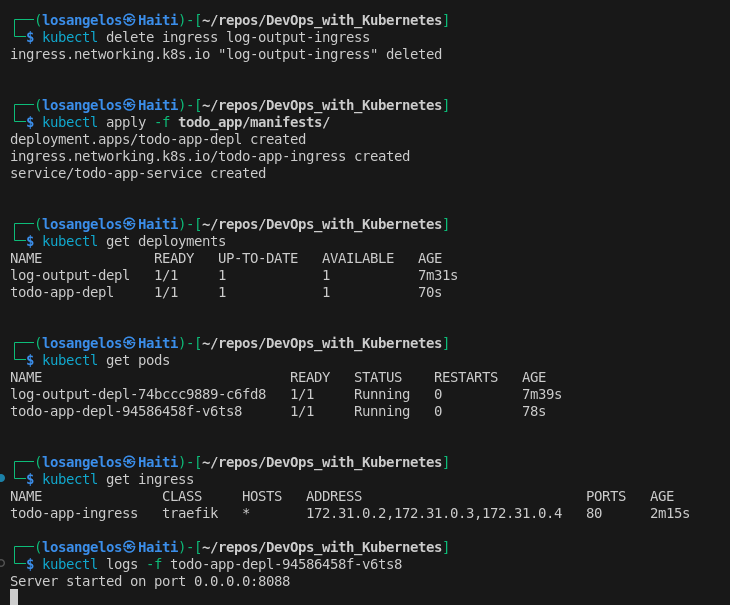 ┌──(losangelos㉿Haiti)-[~/repos/DevOps_with_Kubernetes]
└─$ kubectl delete ingress log-output-ingress
ingress.networking.k8s.io "log-output-ingress" deleted
┌──(losangelos㉿Haiti)-[~/repos/DevOps_with_Kubernetes]
└─$ kubectl apply -f todo_app/manifests/
deployment.apps/todo-app-depl created
ingress.networking.k8s.io/todo-app-ingress created
service/todo-app-service created
┌──(losangelos㉿Haiti)-[~/repos/DevOps_with_Kubernetes]
└─$ kubectl get deployments
NAME              READY   UP-TO-DATE   AVAILABLE   AGE
log-output-depl   1/1     1            1           7m31s
todo-app-depl     1/1     1            1           70s
┌──(losangelos㉿Haiti)-[~/repos/DevOps_with_Kubernetes]
└─$ kubectl get pods
NAME                               READY   STATUS    RESTARTS   AGE
log-output-depl-74bccc9889-c6fd8   1/1     Running   0          7m39s
todo-app-depl-94586458f-v6ts8      1/1     Running   0          78s
┌──(losangelos㉿Haiti)-[~/repos/DevOps_with_Kubernetes]
└─$ kubectl get ingress
NAME               CLASS     HOSTS   ADDRESS                            PORTS   AGE
todo-app-ingress   traefik   *       172.31.0.2,172.31.0.3,172.31.0.4   80      2m15s
┌──(losangelos㉿Haiti)-[~/repos/DevOps_with_Kubernetes]
└─$ kubectl logs -f todo-app-depl-94586458f-v6ts8
Server started on port 0.0.0.0:8088